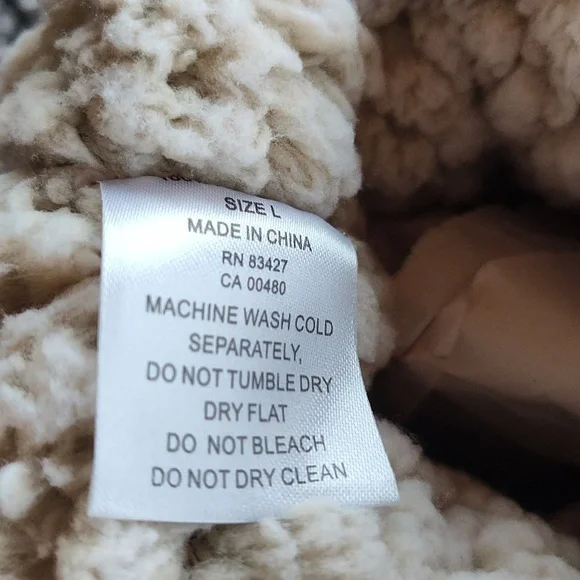 SIZE L
MADE IN CHINA
RN 83427
CA 00480
MACHINE WASH COLD
SEPARATELY,
DO NOT TUMBLE DRY
DRY FLAT
DO NOT BLEACH
DO NOT DRY CLEAN